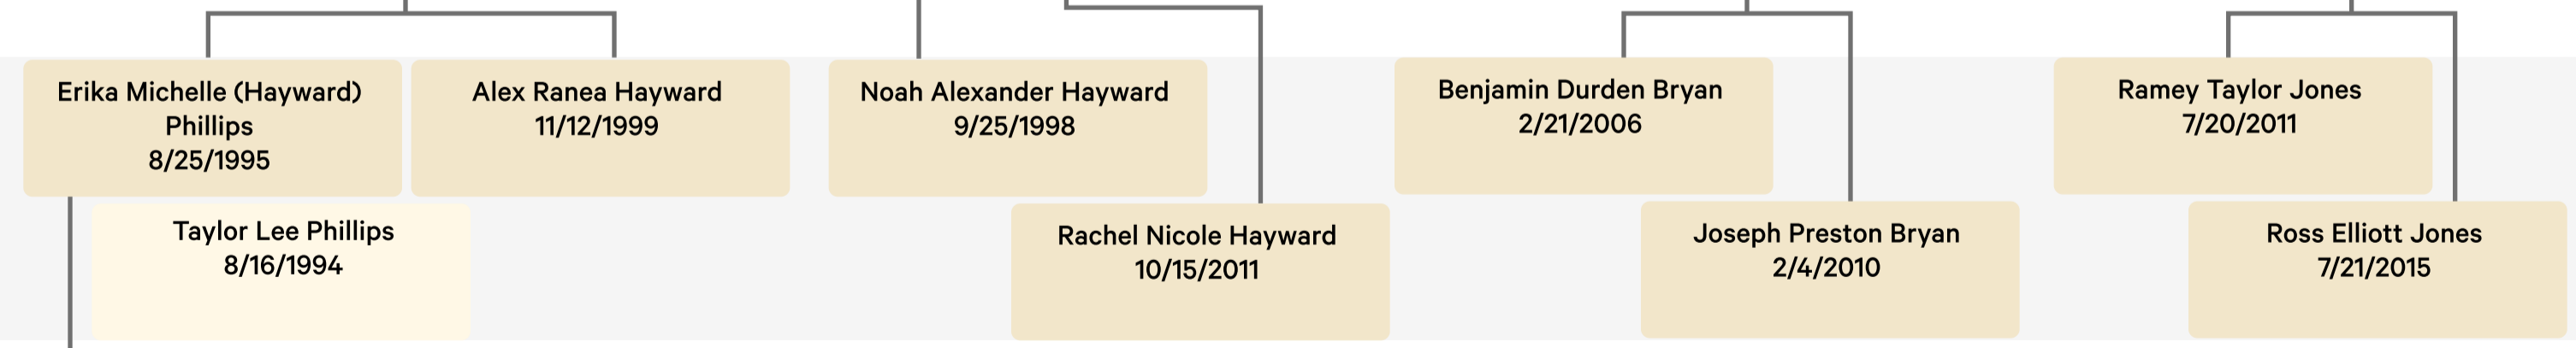 Erika Michelle (Hayward)
Phillips
8/25/1995
Alex Ranea Hayward
11/12/1999
Noah Alexander Hayward
9/25/1998
Benjamin Durden Bryan
2/21/2006
Ramey Taylor Jones
7/20/2011
Taylor Lee Phillips
8/16/1994
Rachel Nicole Hayward
10/15/2011
Joseph Preston Bryan
2/4/2010
Ross Elliott Jones
7/21/2015